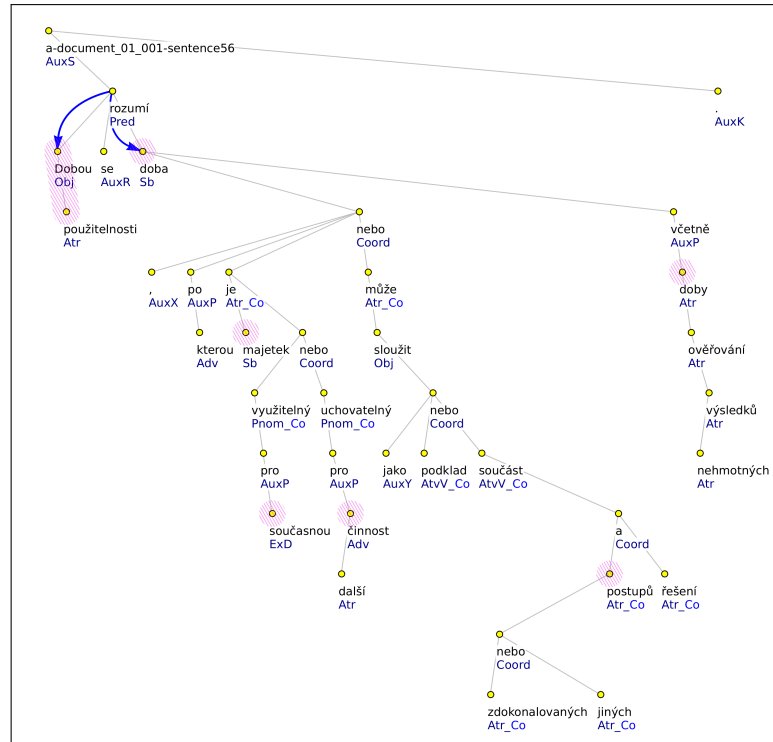 a-document_01_001-sentence56
AuxS
rozumí
Pred
.
AuxK
Dobou
Obj
se
AuxR
doba
Sb
použitelnosti
Atr
nebo
Coord
včetně
AuxP
,
AuxX
po
AuxP
je
Atr_Co
může
Atr_Co
doby
Atr
kterou
Adv
majetek
Sb
nebo
Coord
sloužit
Obj
ověřování
Atr
využitelný
Pnom_Co
uchovatelný
Pnom_Co
nebo
Coord
výsledků
Atr
pro
AuxP
pro
AuxP
jako
AuxY
podklad
AtvV_Co
součást
AtvV_Co
nehmotných
Atr
současnou
ExD
činnost
Adv
a
Coord
další
Atr
postupů
Atr_Co
řešení
Atr_Co
nebo
Coord
zdokonalovaných
Atr_Co
jiných
Atr_Co